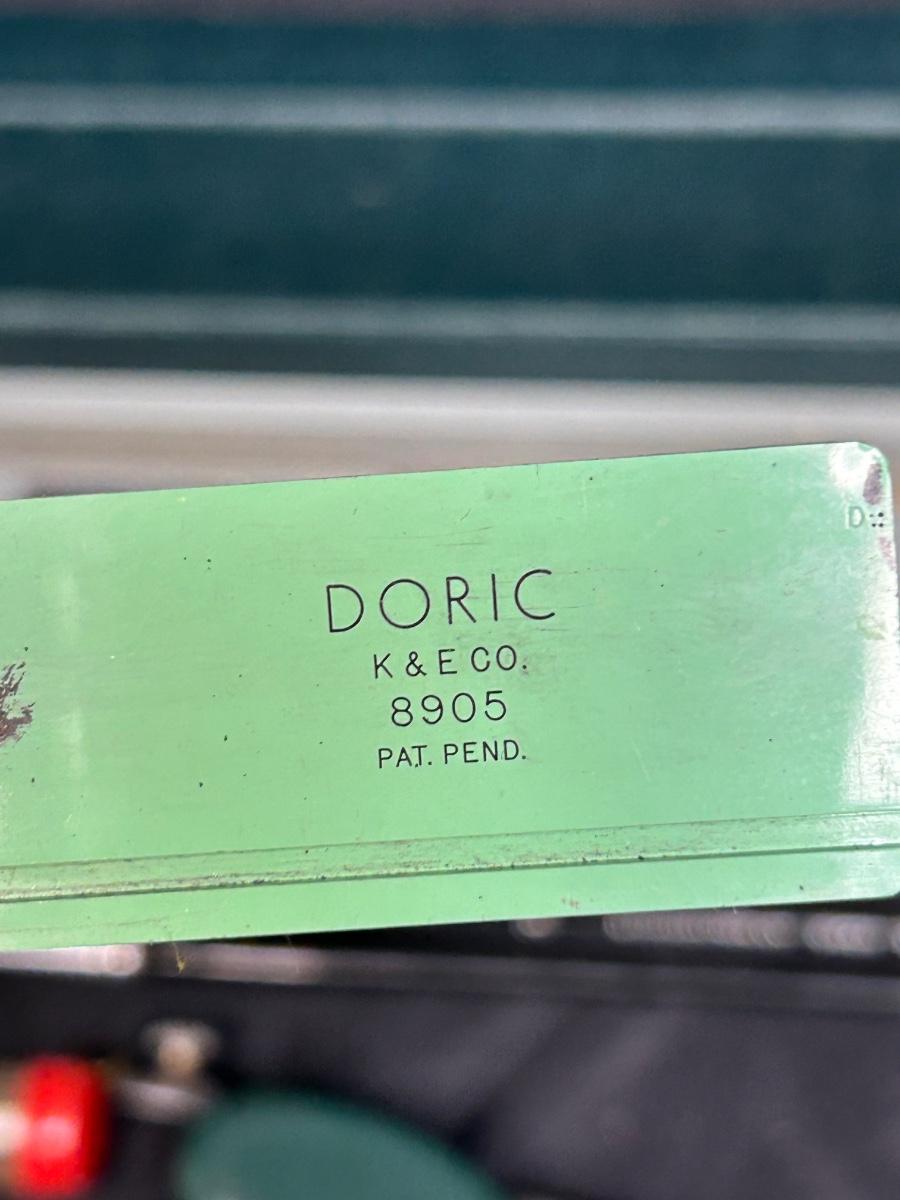 DORIC
K & E CO.
8905
PAT. PEND.
D::